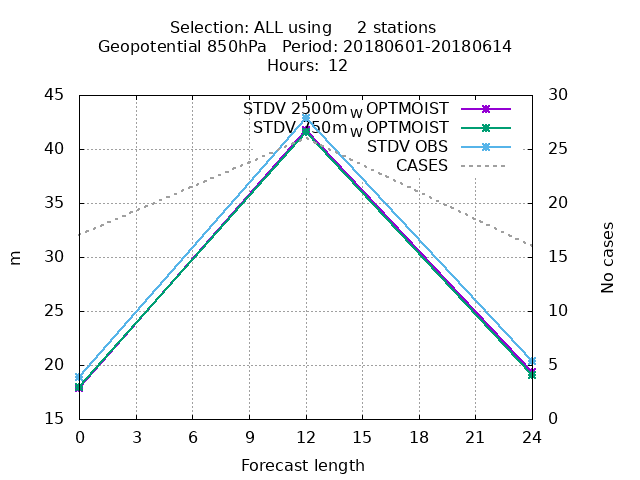 Selection: ALL using 2 stations
Geopotential 850hPa Period: 20180601-20180614
Hours: 12
45 30
STDV 2500m W OPTMOIST
OPTMOIST
40 25
STDV OBS
CASES
35 20
m 30 15 No cases
25 10
20 5
15 0
0 3 6 9 12 15 18 21 24
Forecast length